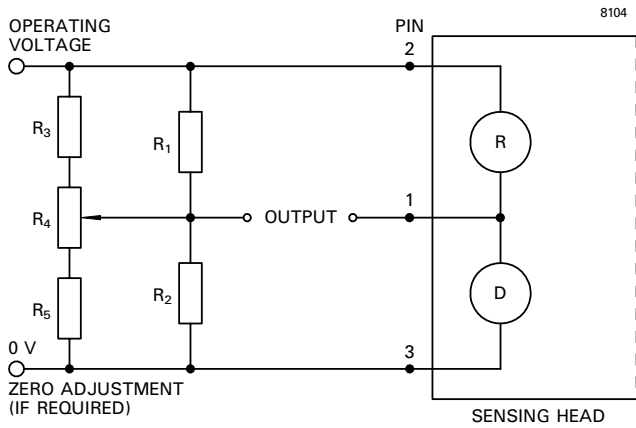 8104
OPERATING
VOLTAGE
PIN
2
R3
R1
R
R4
OUTPUT
1
R5
R2
D
0 V
3
ZERO ADJUSTMENT
(IF REQUIRED)
SENSING HEAD